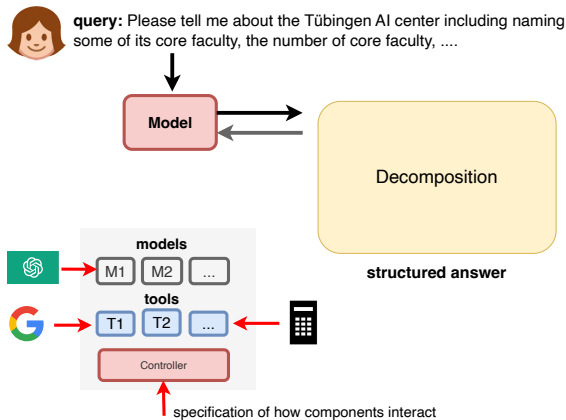 query: Please tell me about the Tübingen AI center including naming
some of its core faculty, the number of core faculty, ....
Model
Decomposition
structured answer
models
M1 M2 ...
tools
T1 T2 ...
Controller
specification of how components interact